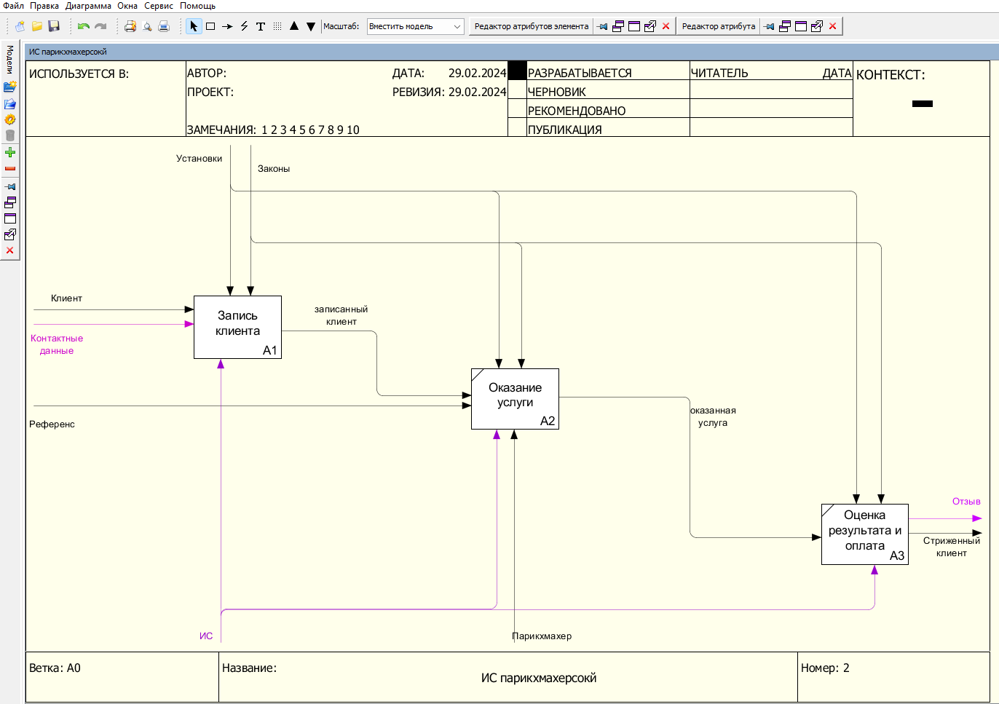 Файл Правка Диаграмма Окна Сервис Помощь
Масштаб: Вместить модель Редактор атрибутов элемента Редактор атрибута
Модели
ИС парикхмахерсокй
ИСПОЛЬЗУЕТСЯ В:
АВТОР:
ДАТА: 29.02.2024
ПРОЕКТ:
РЕВИЗИЯ: 29.02.2024
ЗАМЕЧАНИЯ: 1 2 3 4 5 6 7 8 9 10
РАЗРАБАТЫВАЕТСЯ
ЧЕРНОВИК
РЕКОМЕНДОВАНО
ПУБЛИКАЦИЯ
ЧИТАТЕЛЬ
ДАТА
КОНТЕКСТ:
Установки
Законы
Клиент
Контактные
данные
Запись
клиента
A1
записанный
клиент
Референс
Оказание
услуги
A2
оказанная
услуга
Оценка
результата и
оплата
A3
Отзыв
Стриженный
клиент
ИС
Парикхмахер
Ветка: A0
Название:
ИС парикхмахерсокй
Номер: 2